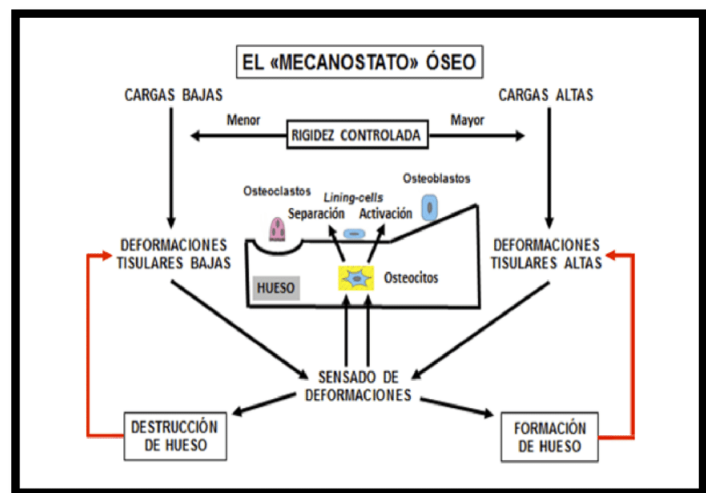 EL «MECANOSTATO» ÓSEO
CARGAS BAJAS
CARGAS ALTAS
Menor
RIGIDEZ CONTROLADA
Mayor
Osteoclastos
Lining-cells
Osteoblastos
Separación
Activación
DEFORMACIONES
TISULARES BAJAS
DEFORMACIONES
TISULARES ALTAS
HUESO
Osteocitos
SENSADO DE
DEFORMACIONES
DESTRUCCIÓN
DE HUESO
FORMACIÓN
DE HUESO